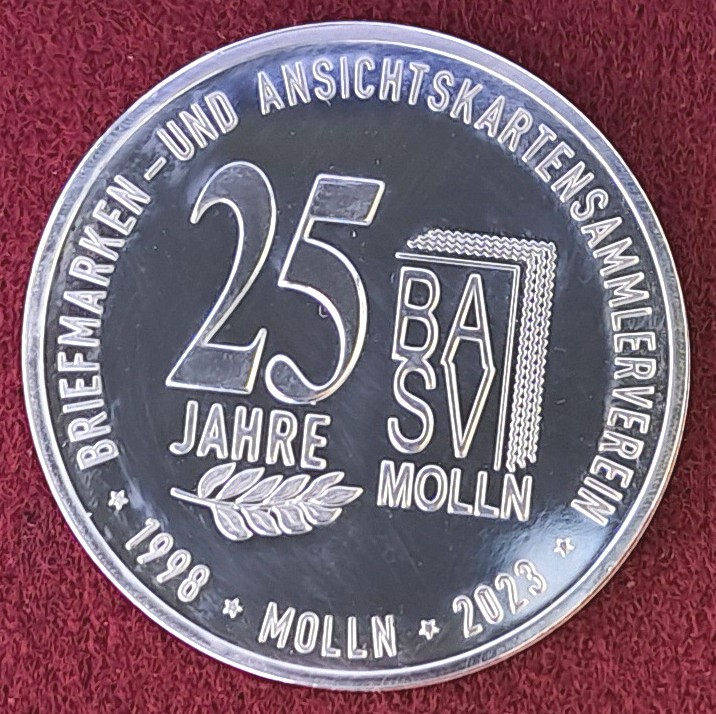 BRIEFMARKEN – UND ANSICHTSKARTENSAMMLERVEREIN
25
JAHRE
BA
SV
MOLLN
1998 * MOLLN * 2023